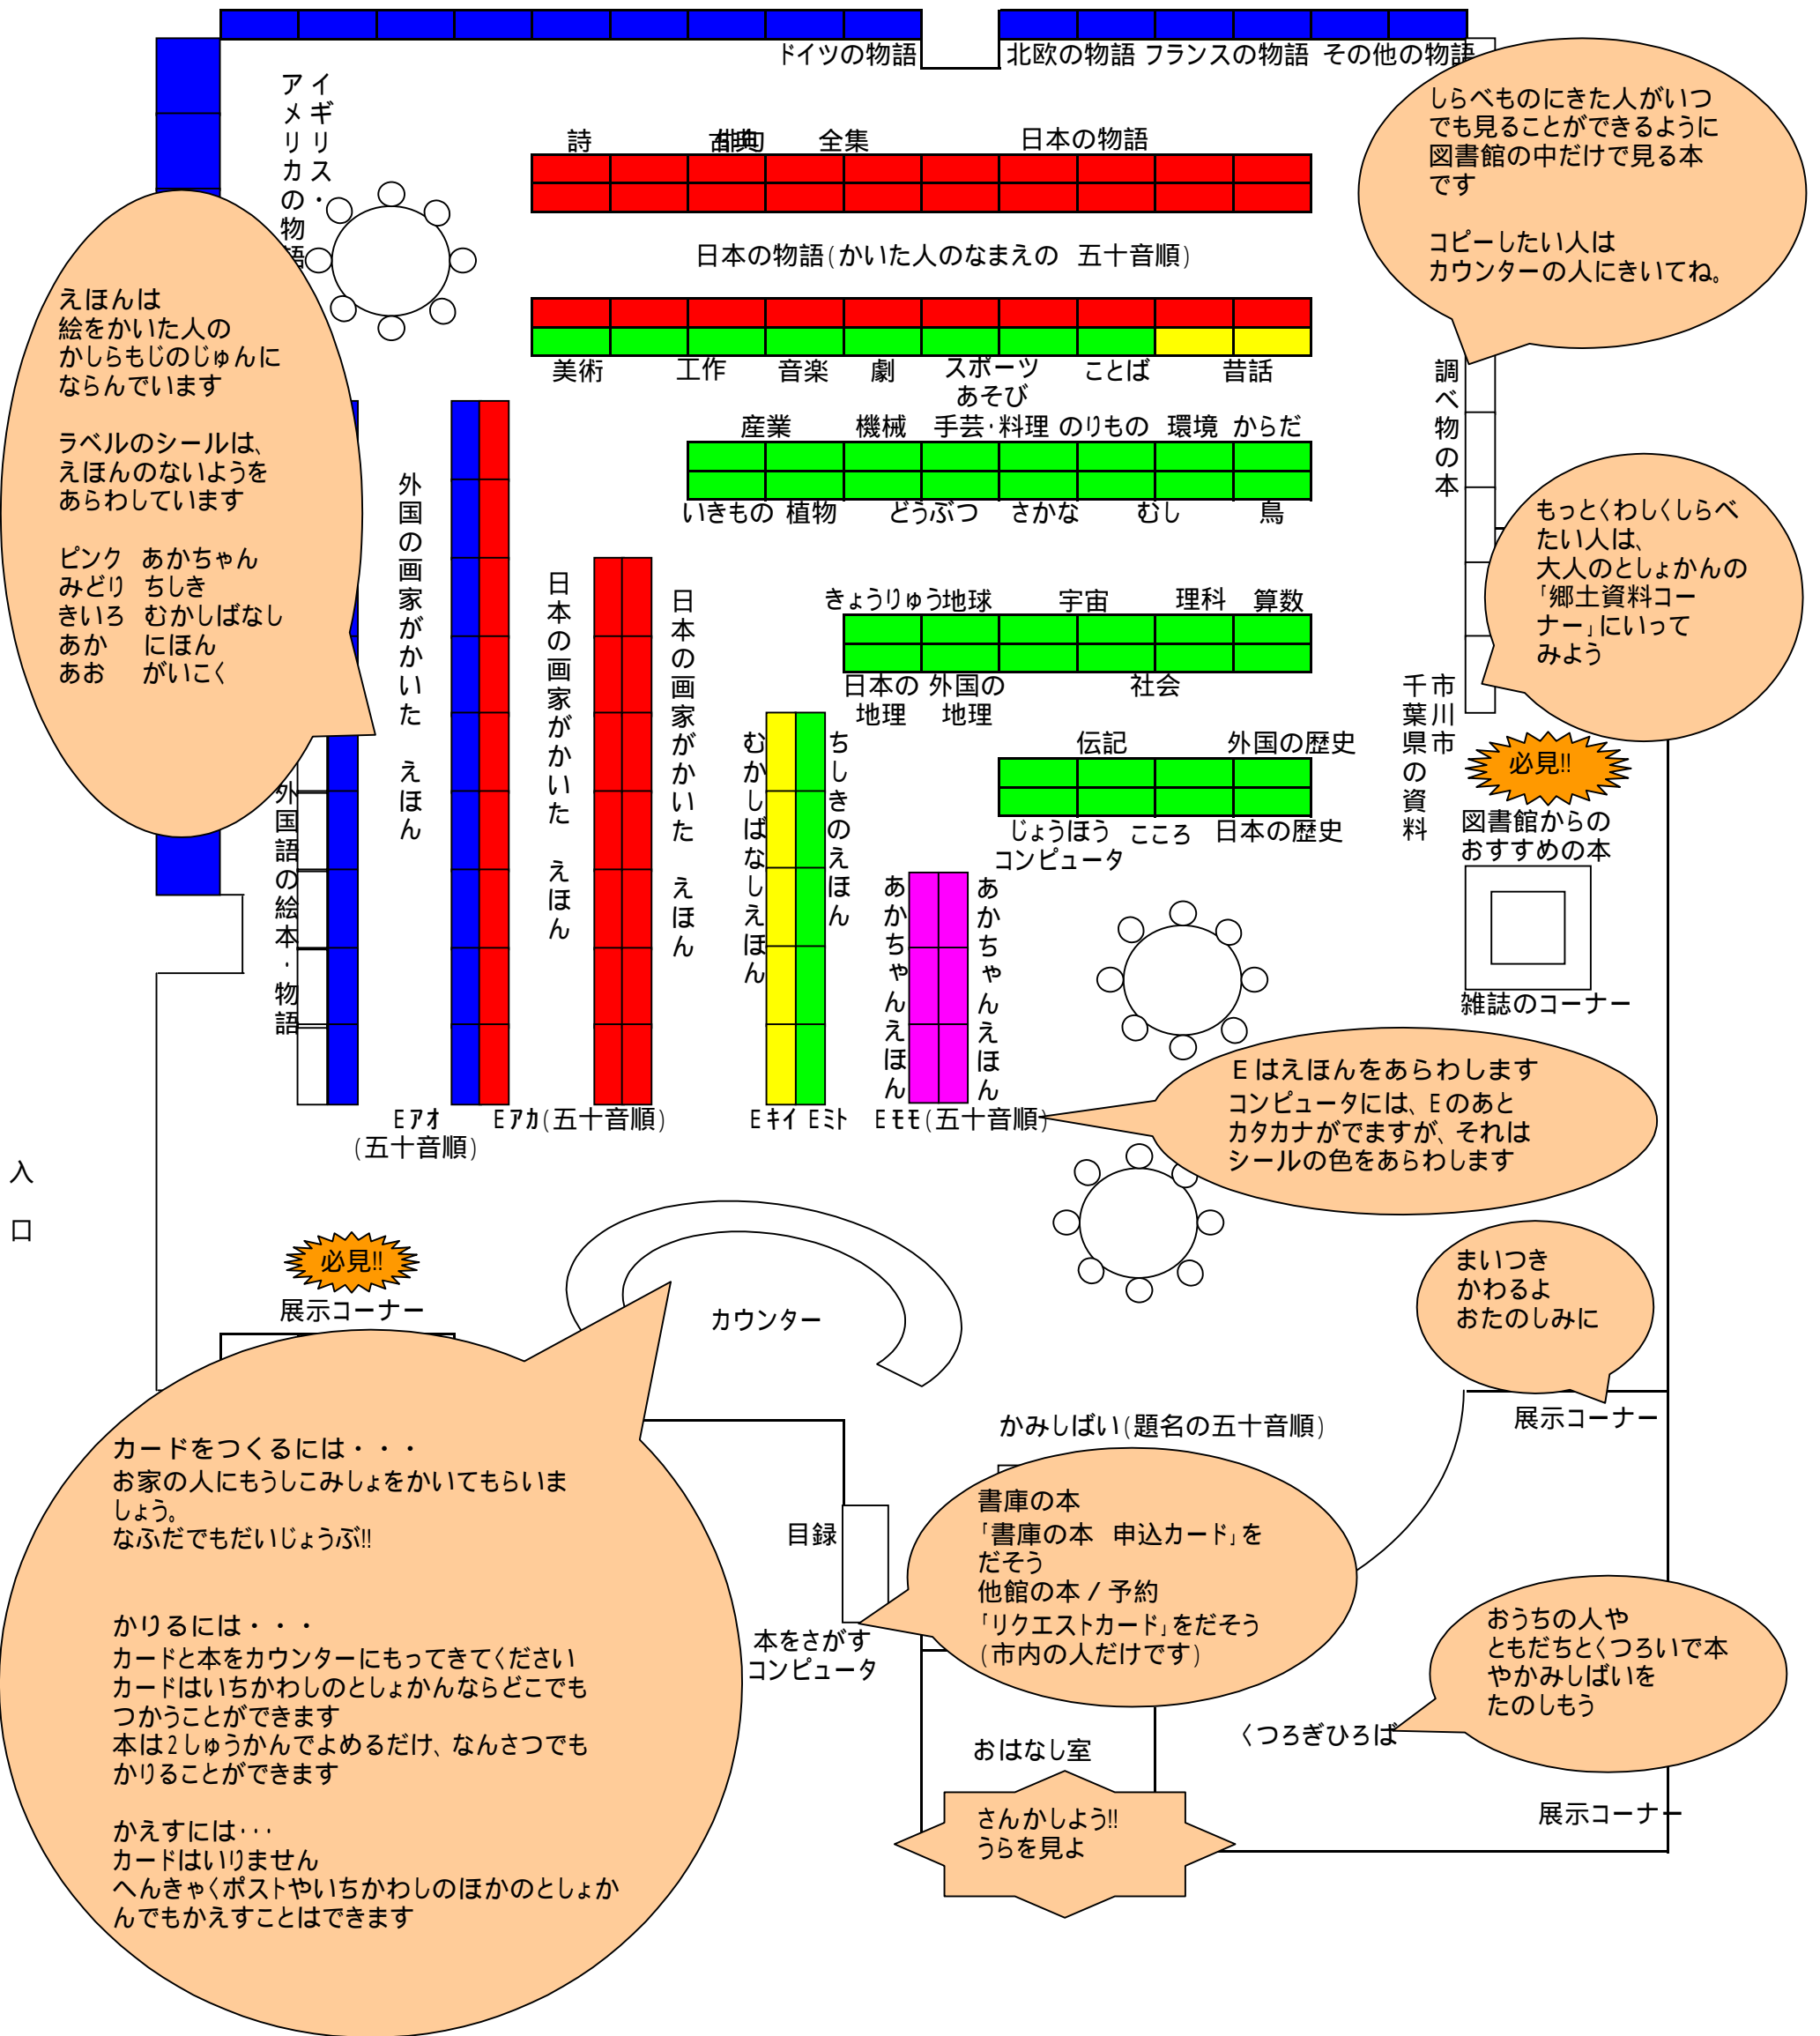 ドイツの物語
北欧の物語 フランスの物語 その他の物語
イギリス・
アメリカの物語
詩
全集
日本の物語
しらべものにきた人がいつ
でも見ることができるように
図書館の中だけで見る本
です
コピーしたい人は
カウンターの人にきいてね。
日本の物語(かいた人のなまえの 五十音順)
えほんは
絵をかいた人の
かしらもじのじゅんに
ならんでいます
ラベルのシールは、
えほんのないようを
あらわしています
ピンク あかちゃん
みどり ちしき
きいろ むかしばなし
あか にほん
あお がいこく
美術
工作
音楽
劇
スポーツ
あそび
ことば
昔話
調べ物の本
産業
機械
手芸・料理
のりもの
環境
からだ
いきもの
植物
どうぶつ
さかな
むし
鳥
もっとくわしくしらべ
たい人は、
大人のとしょかんの
「郷土資料コー
ナー」にいって
みよう
外国の画家がかいた えほん
日本の画家がかいた えほん
日本の画家がかいた えほん
きょうりゅう
地球
宇宙
理科
算数
日本の
地理
外国の
地理
社会
市川市
千葉県の資料
むかしばなしえほん
ちしきのえほん
伝記
外国の歴史
じょうほう
コンピュータ
こころ
日本の歴史
必見!!
図書館からの
おすすめの本
雑誌のコーナー
外国語の絵本・物語
あかちゃんえほん
あかちゃんえほん
Eアオ
(五十音順)
Eアカ(五十音順)
Eキイ
Eミト
Eモモ(五十音順)
Eはえほんをあらわします
コンピュータには、Eのあと
カタカナがでますが、それは
シールの色をあらわします
入
口
必見!!
展示コーナー
カウンター
まいつき
かわるよ
おたのしみに
展示コーナー
かみしばい(題名の五十音順)
カードをつくるには・・・
お家の人にもうしこみしょをかいてもらいま
しょう。
なふだでもだいじょうぶ!!
かりるには・・・
カードと本をカウンターにもってきてください
カードはいちかわしのとしょかんならどこでも
つかうことができます
本は2しゅうかんでよめるだけ、なんさつでも
かりることができます
かえすには・・・
カードはいりません
へんきゃくポストやいちかわしのほかのとしょか
んでもかえすことはできます
目録
本をさがす
コンピュータ
書庫の本
「書庫の本 申込カード」を
だそう
他館の本/予約
「リクエストカード」をだそう
(市内の人だけです)
おうちの人や
ともだちとくつろいで本
やかみしばいを
たのしもう
くつろぎひろば
おはなし室
さんかしよう!!
うらを見よ
展示コーナー